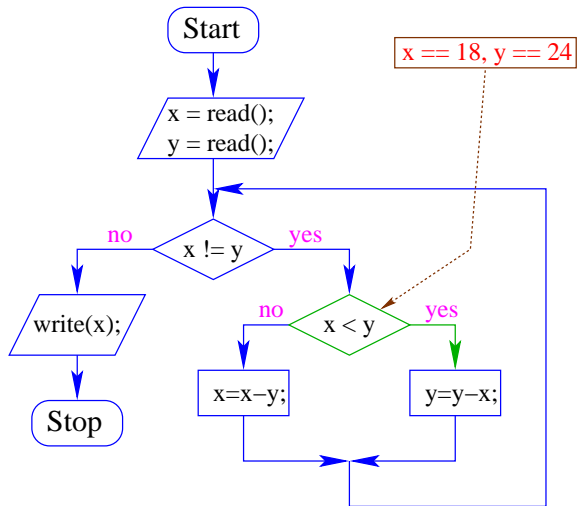 Start
x == 18, y == 24
x = read();
y = read();
no
x != y
yes
write(x);
no
x < y
yes
x=x−y;
y=y−x;
Stop